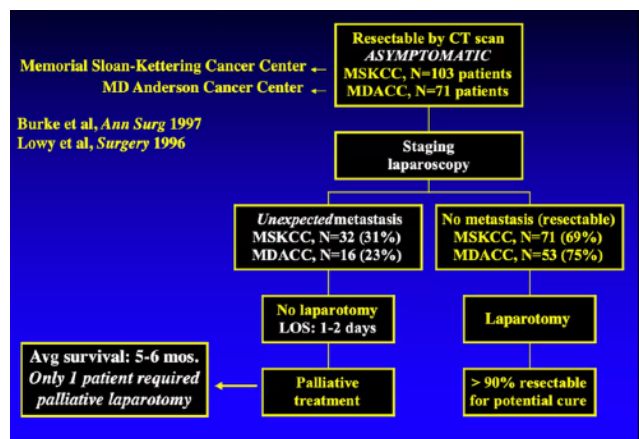 Resectable by CT scan
ASYMPTOMATIC
MSKCC, N=103 patients
MDACC, N=71 patients
Memorial Sloan-Kettering Cancer Center
MD Anderson Cancer Center
Burke et al, Ann Surg 1997
Lowy et al, Surgery 1996
Staging
laparoscopy
Unexpected metastasis
MSKCC, N=32 (31%)
MDACC, N=16 (23%)
No metastasis (resectable)
MSKCC, N=71 (69%)
MDACC, N=53 (75%)
No laparotomy
LOS: 1-2 days
Laparotomy
Avg survival: 5-6 mos.
Only 1 patient required
palliative laparotomy
Palliative
treatment
> 90% resectable
for potential cure